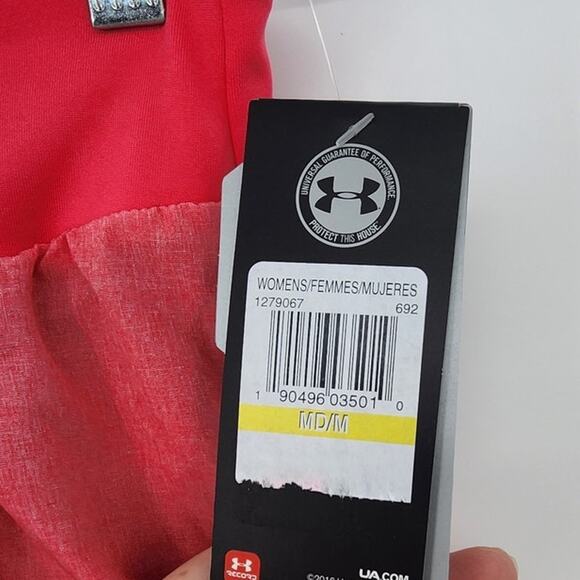 UNIVERSAL GUARANTEE OF PERFORMANCE
PROTECT THIS HOUSE
WOMENS/FEMMES/MUJERES
1279067 692
1 90496 03501 0
MD/M
RECORD
UA.COM